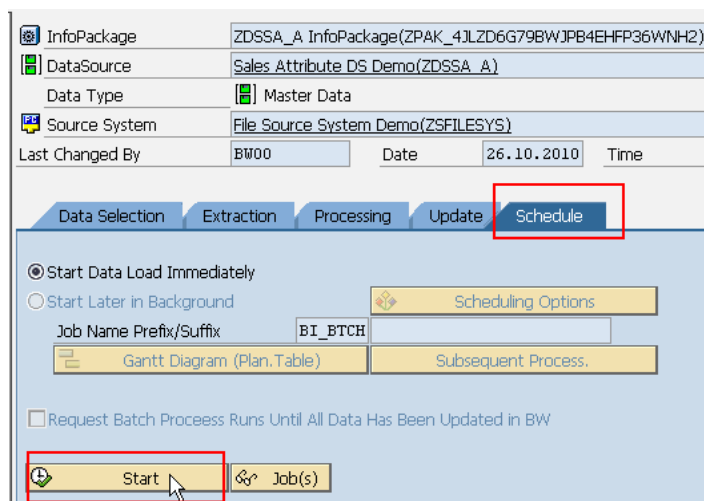 InfoPackage ZDSSA_A InfoPackage(ZPAK_4JLZD6G79BWJPB4EHFP36WNH2)
DataSource Sales Attribute DS Demo(ZDSSA_A)
Data Type Master Data
Source System File Source System Demo(ZSFILESYS)
Last Changed By BW00 Date 26.10.2010 Time
Data Selection Extraction Processing Update Schedule
Start Data Load Immediately
Start Later in Background Scheduling Options
Job Name Prefix/Suffix BI_BTCH
Gantt Diagram (Plan.Table) Subsequent Process.
Request Batch Proceess Runs Until All Data Has Been Updated in BW
Start Job(s)